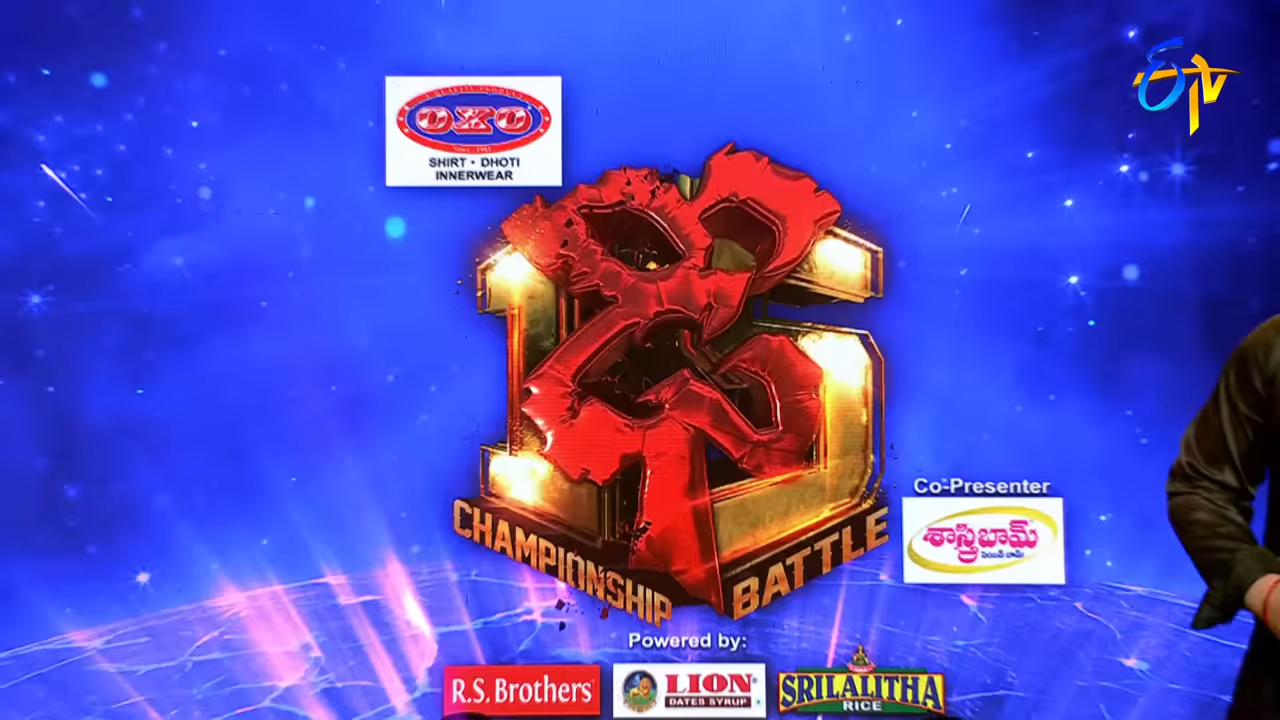 ETV
OXO
SHIRT • DHOTI
INNERWEAR
ఢీ
15
CHAMPIONSHIP BATTLE
Co-Presenter
శాస్త్రిబామ్
పెయిన్ బామ్
Powered by:
R.S. Brothers
LION
DATES SYRUP
SRILALITHA
RICE